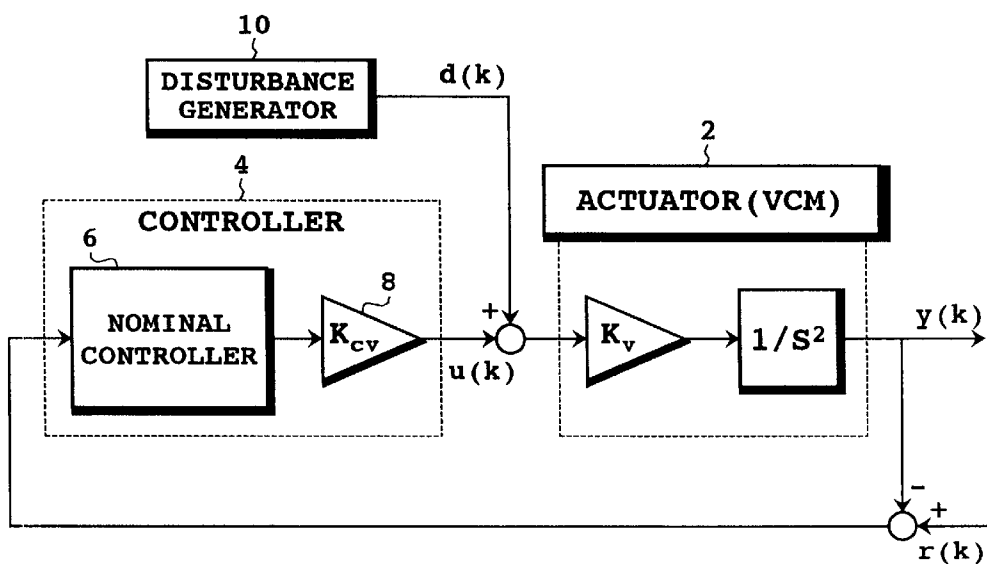 10
DISTURBANCE
GENERATOR
d(k)
2
ACTUATOR(VCM)
4
CONTROLLER
6
NOMINAL
CONTROLLER
8
Kcv
+
u(k)
Kv
1/S²
y(k)
-
+
r(k)